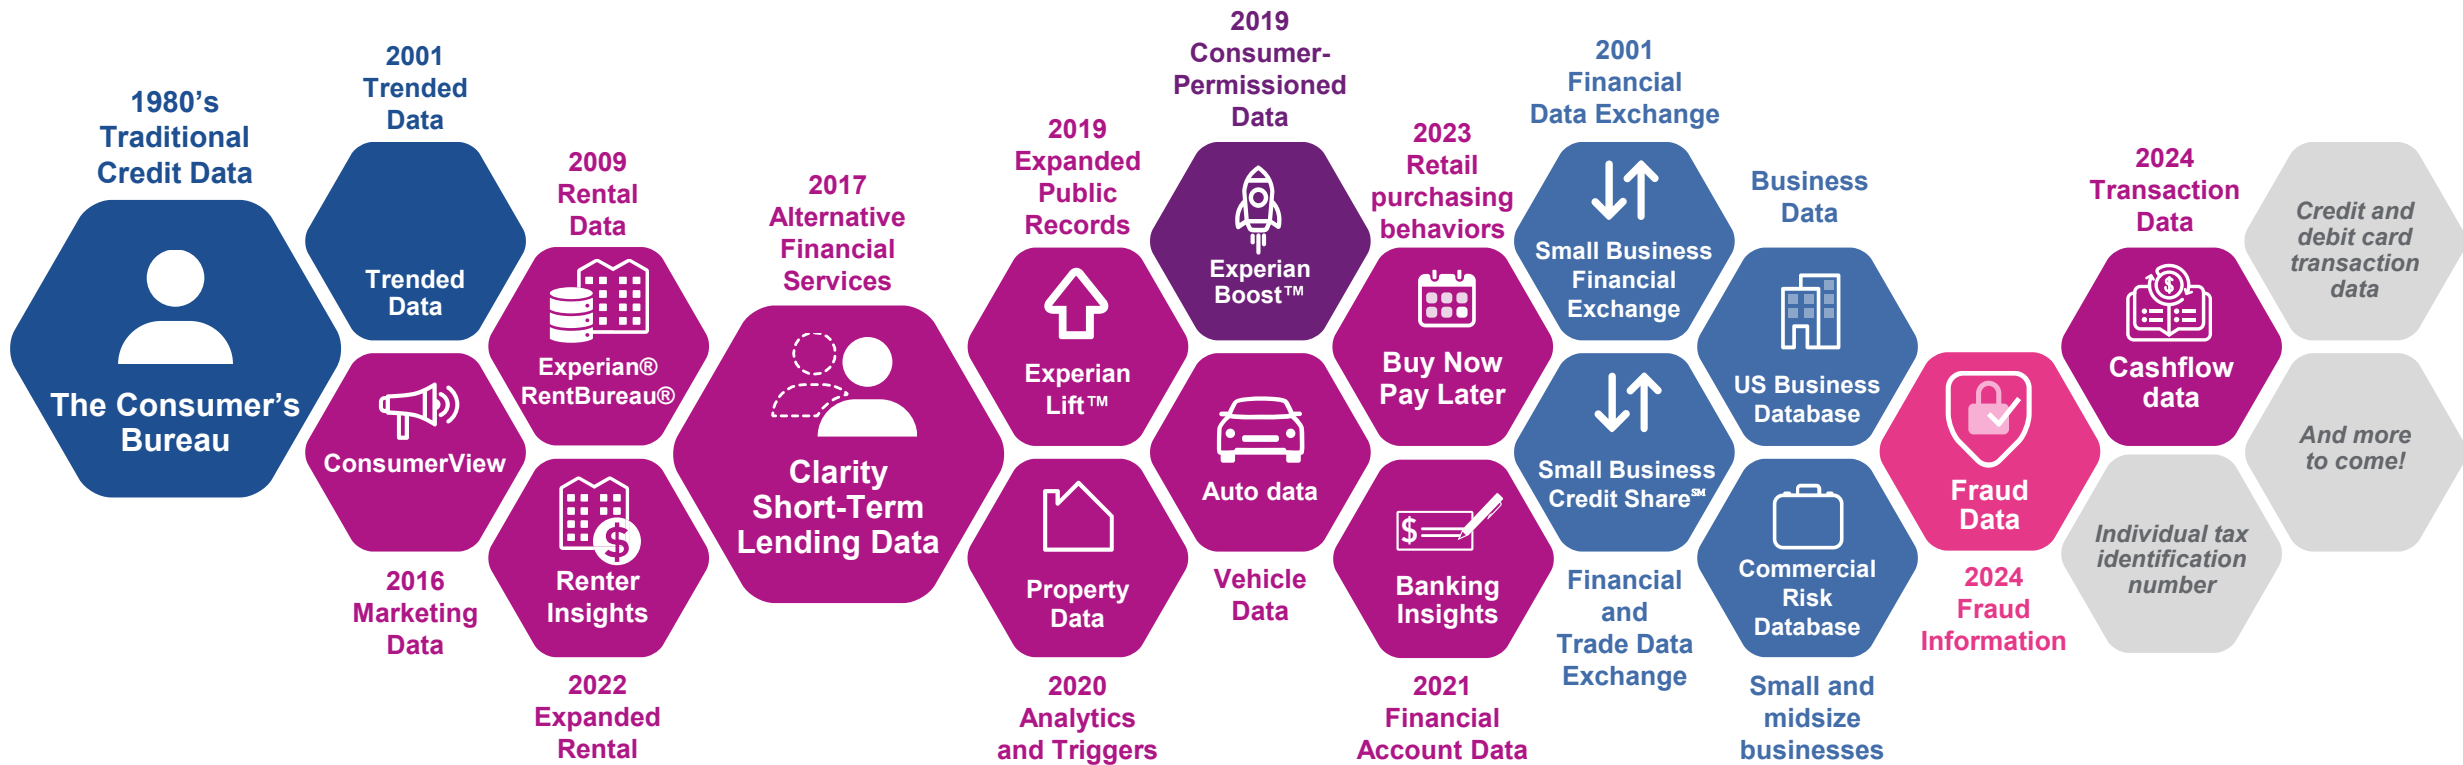 1980's
Traditional
Credit Data
The Consumer's
Bureau
2001
Trended
Data
Trended
Data
ConsumerView
2016
Marketing
Data
2009
Rental
Data
Experian®
RentBureau®
Renter
Insights
2022
Expanded
Rental
2017
Alternative
Financial
Services
Clarity
Short-Term
Lending Data
2019
Expanded
Public
Records
Experian
Lift™
Property
Data
2020
Analytics
and Triggers
2019
Consumer-
Permissioned
Data
Experian
Boost™
Auto data
Vehicle
Data
2023
Retail
purchasing
behaviors
Buy Now
Pay Later
$
Banking
Insights
2021
Financial
Account Data
2001
Financial
Data Exchange
Small Business
Financial
Exchange
Small Business
Credit Share℠
Financial
and
Trade Data
Exchange
Business
Data
US Business
Database
Commercial
Risk
Database
Small and
midsize
businesses
Fraud
Data
2024
Fraud
Information
2024
Transaction
Data
$
Cashflow
data
Individual tax
identification
number
Credit and
debit card
transaction
data
And more
to come!